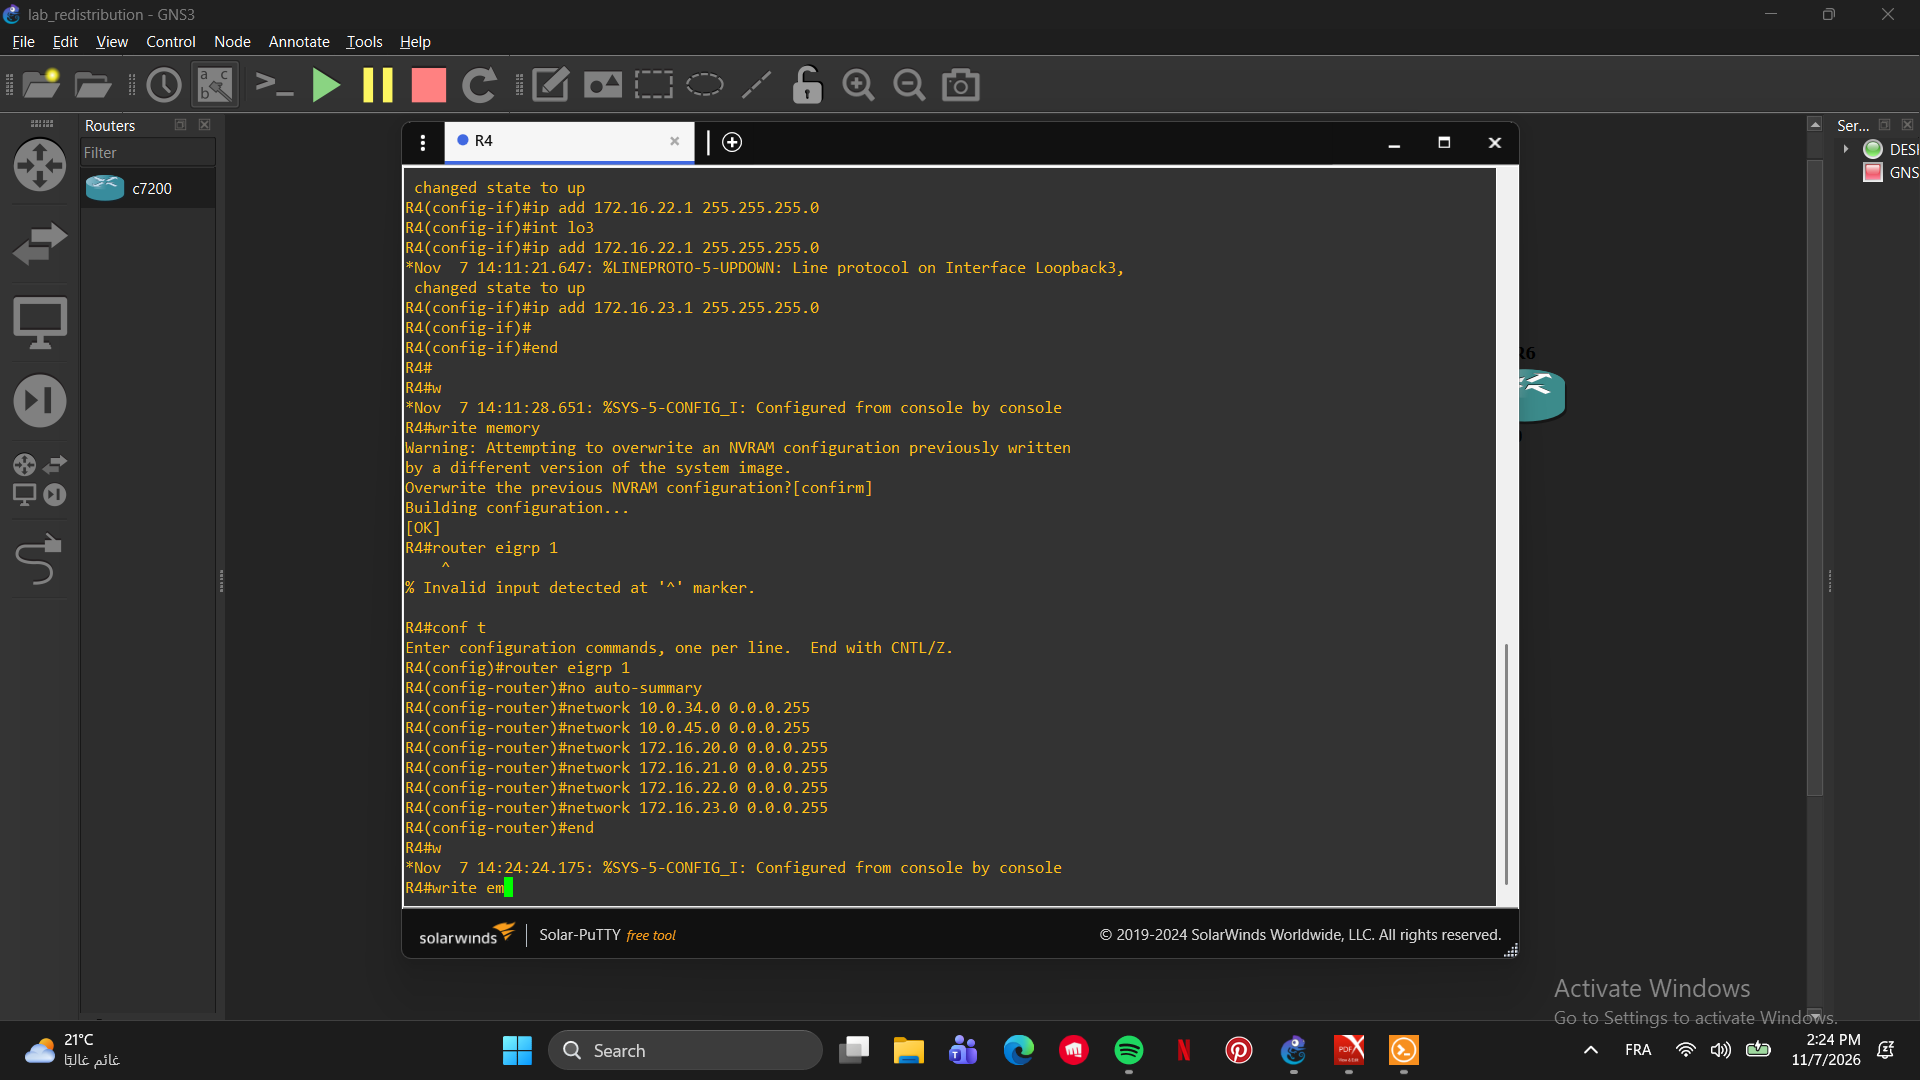 lab_redistribution - GNS3
File Edit View Control Node Annotate Tools Help
Routers
Filter
c7200
R4
changed state to up
R4(config-if)#ip add 172.16.22.1 255.255.255.0
R4(config-if)#int lo3
R4(config-if)#ip add 172.16.22.1 255.255.255.0
*Nov  7 14:11:21.647: %LINEPROTO-5-UPDOWN: Line protocol on Interface Loopback3,
changed state to up
R4(config-if)#ip add 172.16.23.1 255.255.255.0
R4(config-if)#
R4(config-if)#end
R4#
R4#w
*Nov  7 14:11:28.651: %SYS-5-CONFIG_I: Configured from console by console
R4#write memory
Warning: Attempting to overwrite an NVRAM configuration previously written
by a different version of the system image.
Overwrite the previous NVRAM configuration?[confirm]
Building configuration...
[OK]
R4#router eigrp 1
^
% Invalid input detected at '^' marker.
R4#conf t
Enter configuration commands, one per line.  End with CNTL/Z.
R4(config)#router eigrp 1
R4(config-router)#no auto-summary
R4(config-router)#network 10.0.34.0 0.0.0.255
R4(config-router)#network 10.0.45.0 0.0.0.255
R4(config-router)#network 172.16.20.0 0.0.0.255
R4(config-router)#network 172.16.21.0 0.0.0.255
R4(config-router)#network 172.16.22.0 0.0.0.255
R4(config-router)#network 172.16.23.0 0.0.0.255
R4(config-router)#end
R4#w
*Nov  7 14:24:24.175: %SYS-5-CONFIG_I: Configured from console by console
R4#write em
solarwinds Solar-PuTTY free tool
© 2019-2024 SolarWinds Worldwide, LLC. All rights reserved.
R6
Ser...
DESH
GNS
Activate Windows
Go to Settings to activate Windows.
21°C
غائم غالبًا
Search
FRA
2:24 PM
11/7/2026